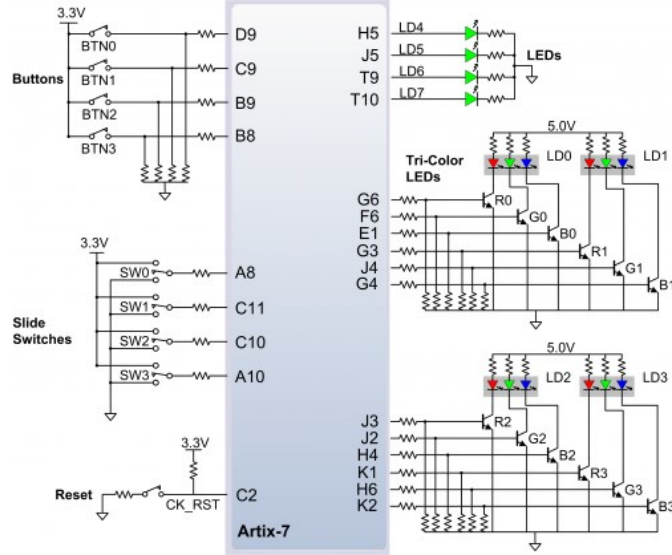 3.3V
BTN0
BTN1
BTN2
BTN3
Buttons
D9
C9
B9
B8
3.3V
SW0
SW1
SW2
SW3
Slide
Switches
A8
C11
C10
A10
3.3V
Reset
CK_RST
C2
Artix-7
H5
J5
T9
T10
LD4
LD5
LD6
LD7
LEDs
5.0V
LD0
LD1
Tri-Color
LEDs
G6
F6
E1
G3
J4
G4
R0
G0
B0
R1
G1
B1
5.0V
LD2
LD3
J3
J2
H4
K1
H6
K2
R2
G2
B2
R3
G3
B3